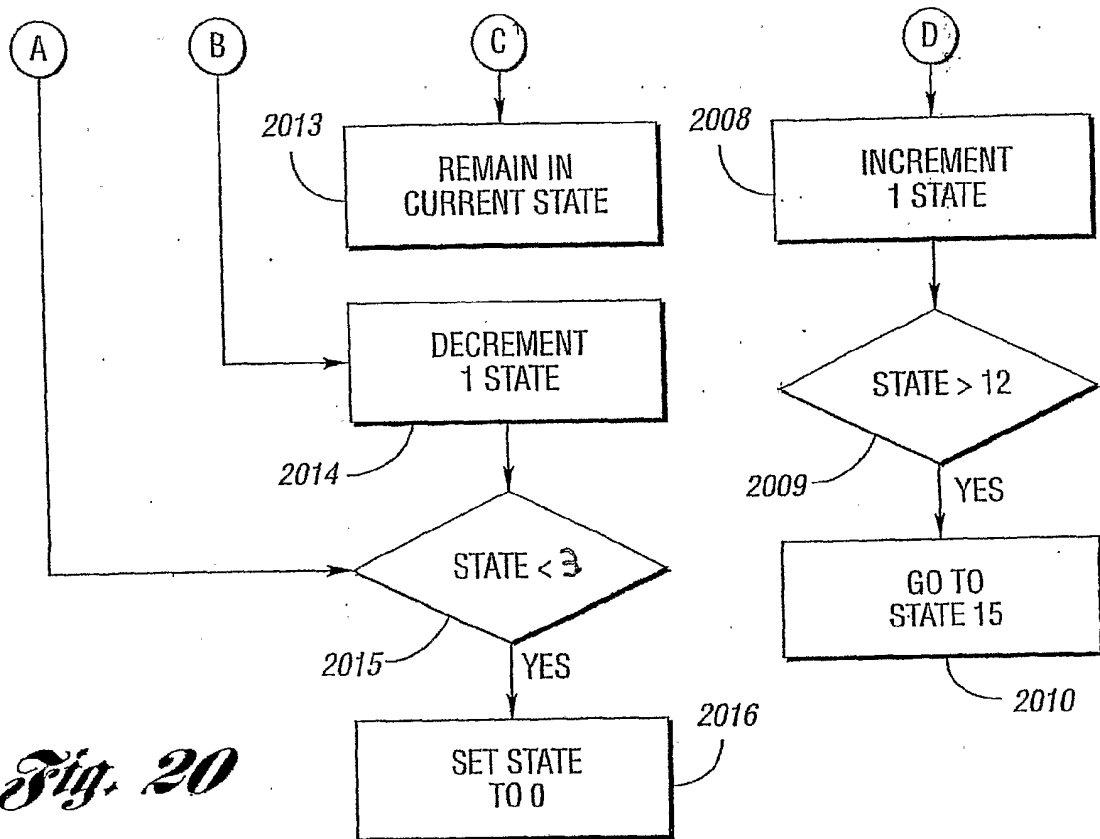 A
B
C
D
2013
REMAIN IN
CURRENT STATE
2008
INCREMENT
1 STATE
DECREMENT
1 STATE
2014
STATE > 12
2009
YES
STATE < 3
2015
YES
GO TO
STATE 15
2010
SET STATE
TO 0
2016
Fig. 20